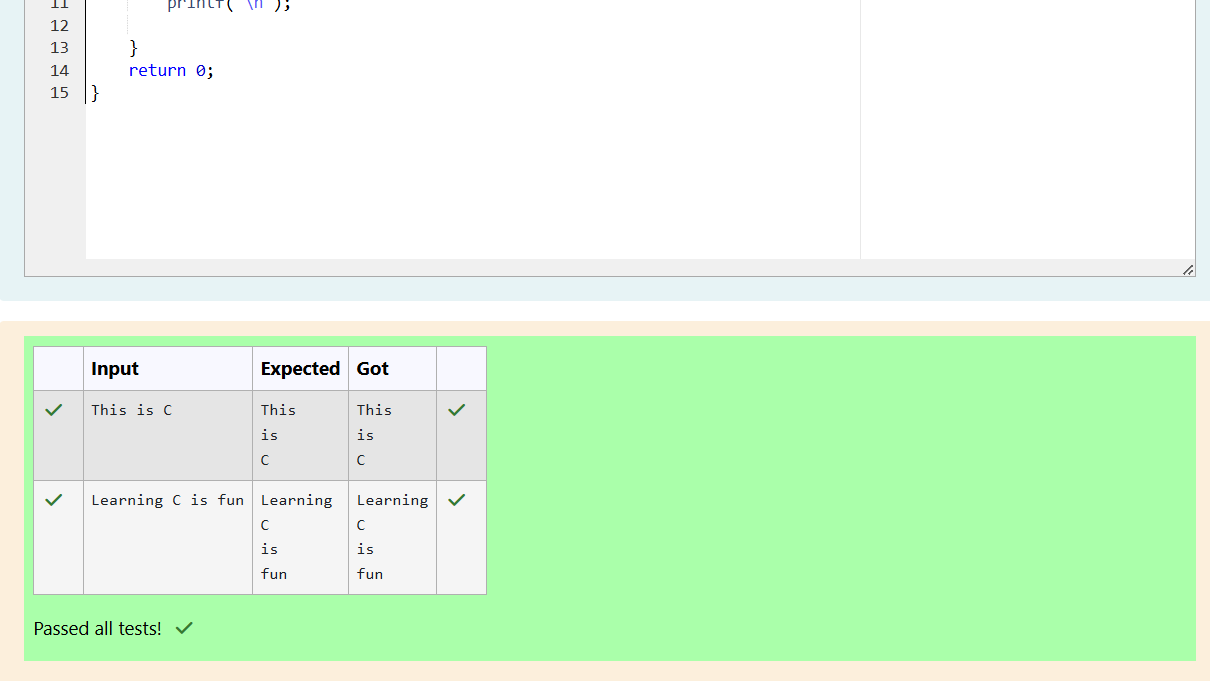 11 printf("\n");
12
13 }
14 return 0;
15 }
Input Expected Got
This is C This This
is is
C C
Learning C is fun Learning Learning
C C
is is
fun fun
Passed all tests!